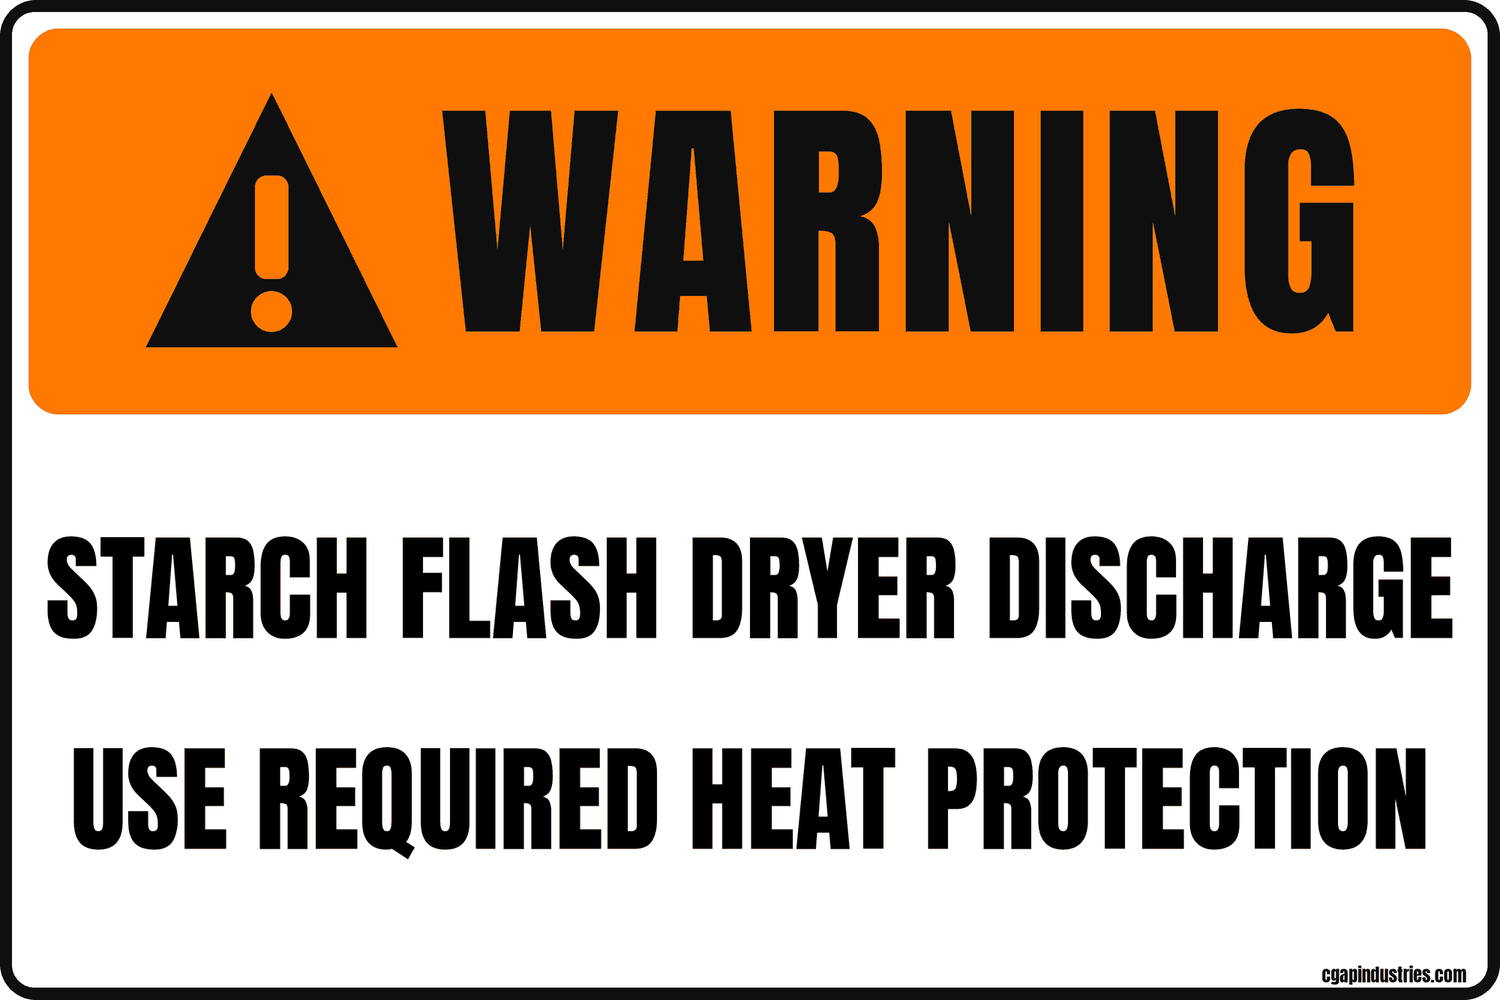 WARNING
STARCH FLASH DRYER DISCHARGE
USE REQUIRED HEAT PROTECTION
cgapindustries.com